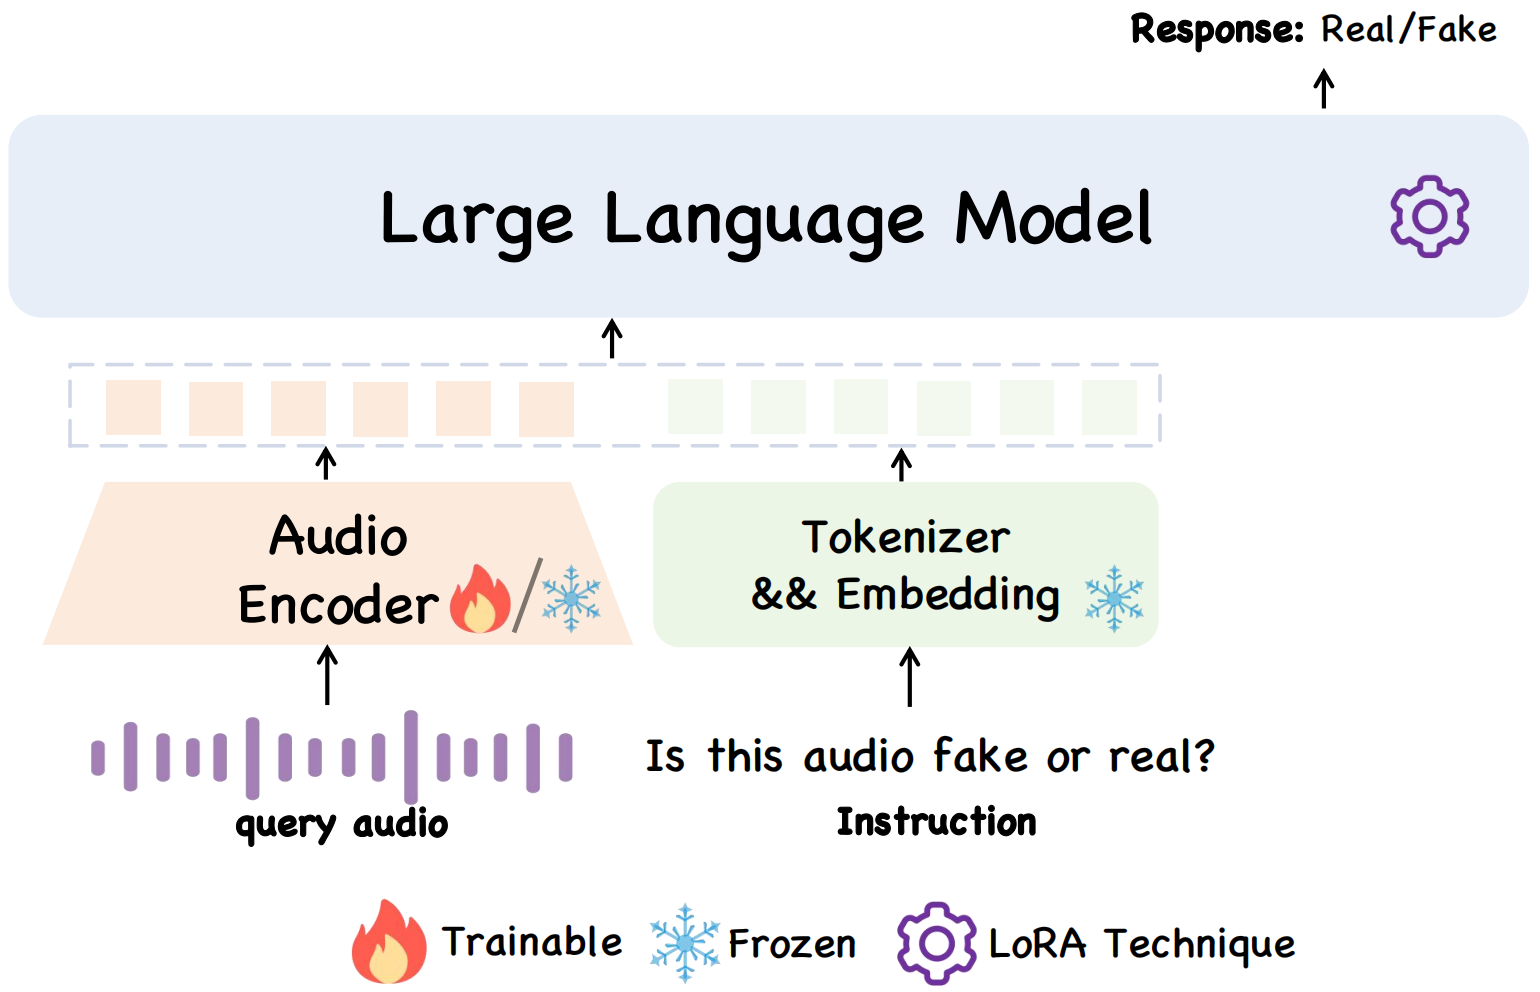 Response: Real/Fake
Large Language Model
Audio
Encoder
Tokenizer
&& Embedding
Is this audio fake or real?
query audio
Instruction
Trainable
Frozen
LoRA Technique